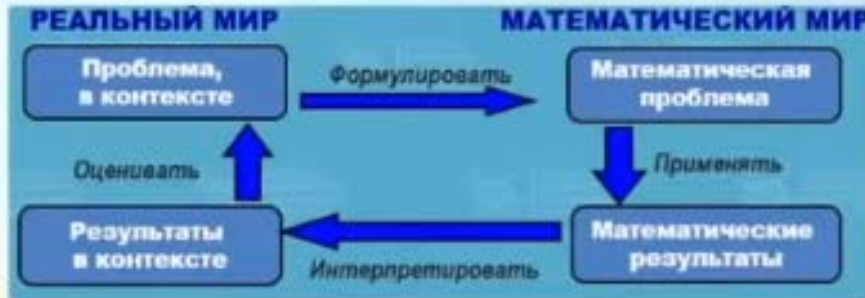 РЕАЛЬНЫЙ МИР
МАТЕМАТИЧЕСКИЙ МИР
Проблема,
в контексте
Формулировать
Математическая
проблема
Оценивать
Применять
Результаты
в контексте
Интерпретировать
Математические
результаты